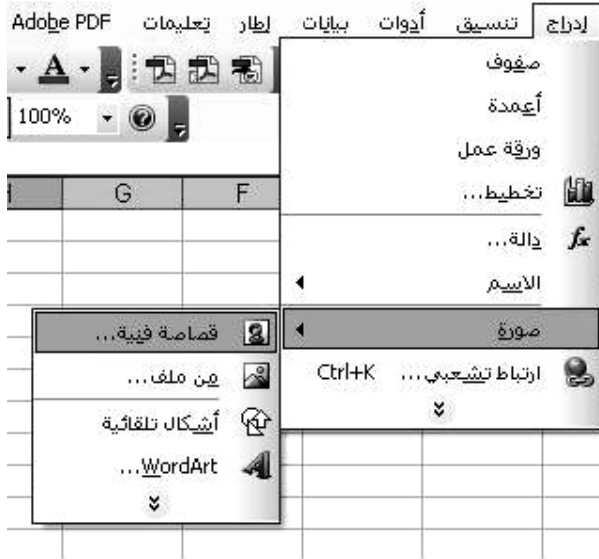 إدراج تنسيق أدوات بيانات إطار تعليمات Adobe PDF
A
100%
صفوف
أعمدة
ورقة عمل
تخطيط...
fx دالة...
الاسم
صورة
ارتباط تشعبي... Ctrl+K
G F
قصاصة فنية...
من ملف...
أشكال تلقائية
WordArt...